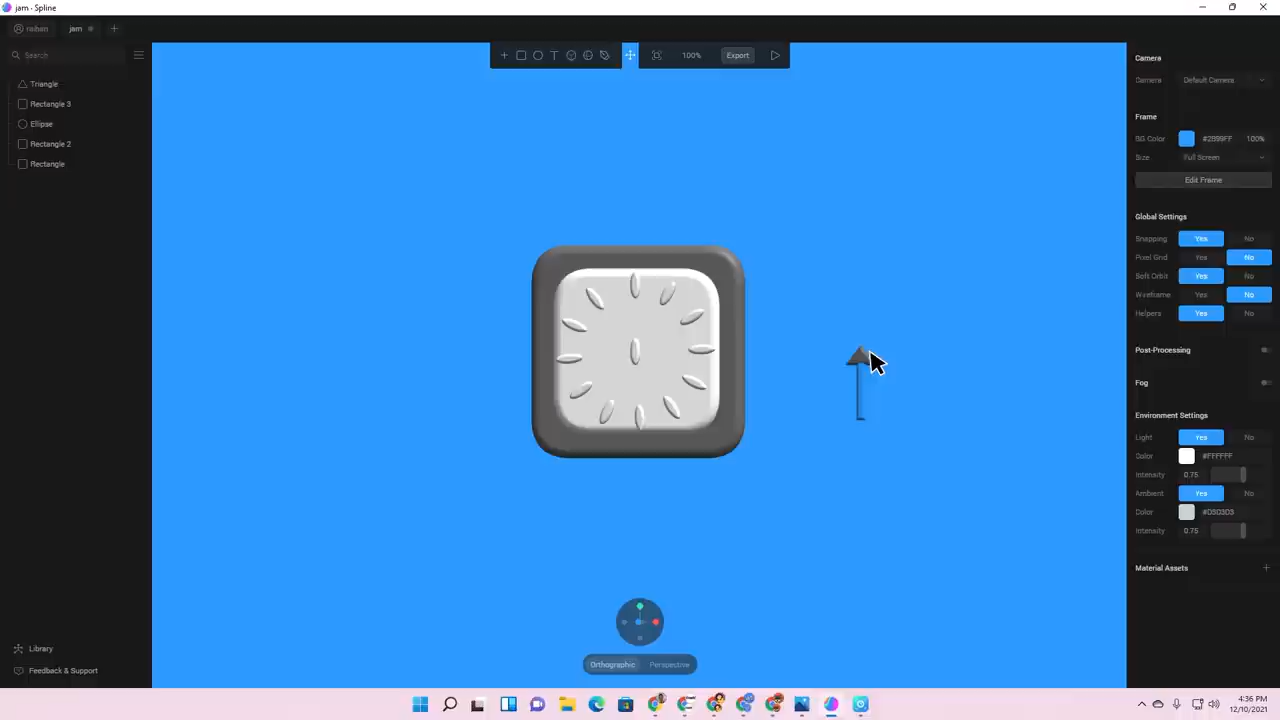 jam - Spline
reihen
jam
Search
100%
Export
Triangle
Rectangle 3
Ellipse
Rectangle 2
Rectangle
Library
Feedback & Support
Orthographic
Perspective
Camera
Camera Default Camera
Frame
BG Color #2B99FF 100%
Size Full Screen
Edit Frame
Global Settings
Snapping Yes No
Pixel Grid Yes No
Soft Orbit Yes No
Wireframe Yes No
Helpers Yes No
Post-Processing
Fog
Environment Settings
Light Yes No
Color #FFFFFF
Intensity 0.75
Ambient Yes No
Color #D3D3D3
Intensity 0.75
Material Assets
4:36 PM
12/10/2021